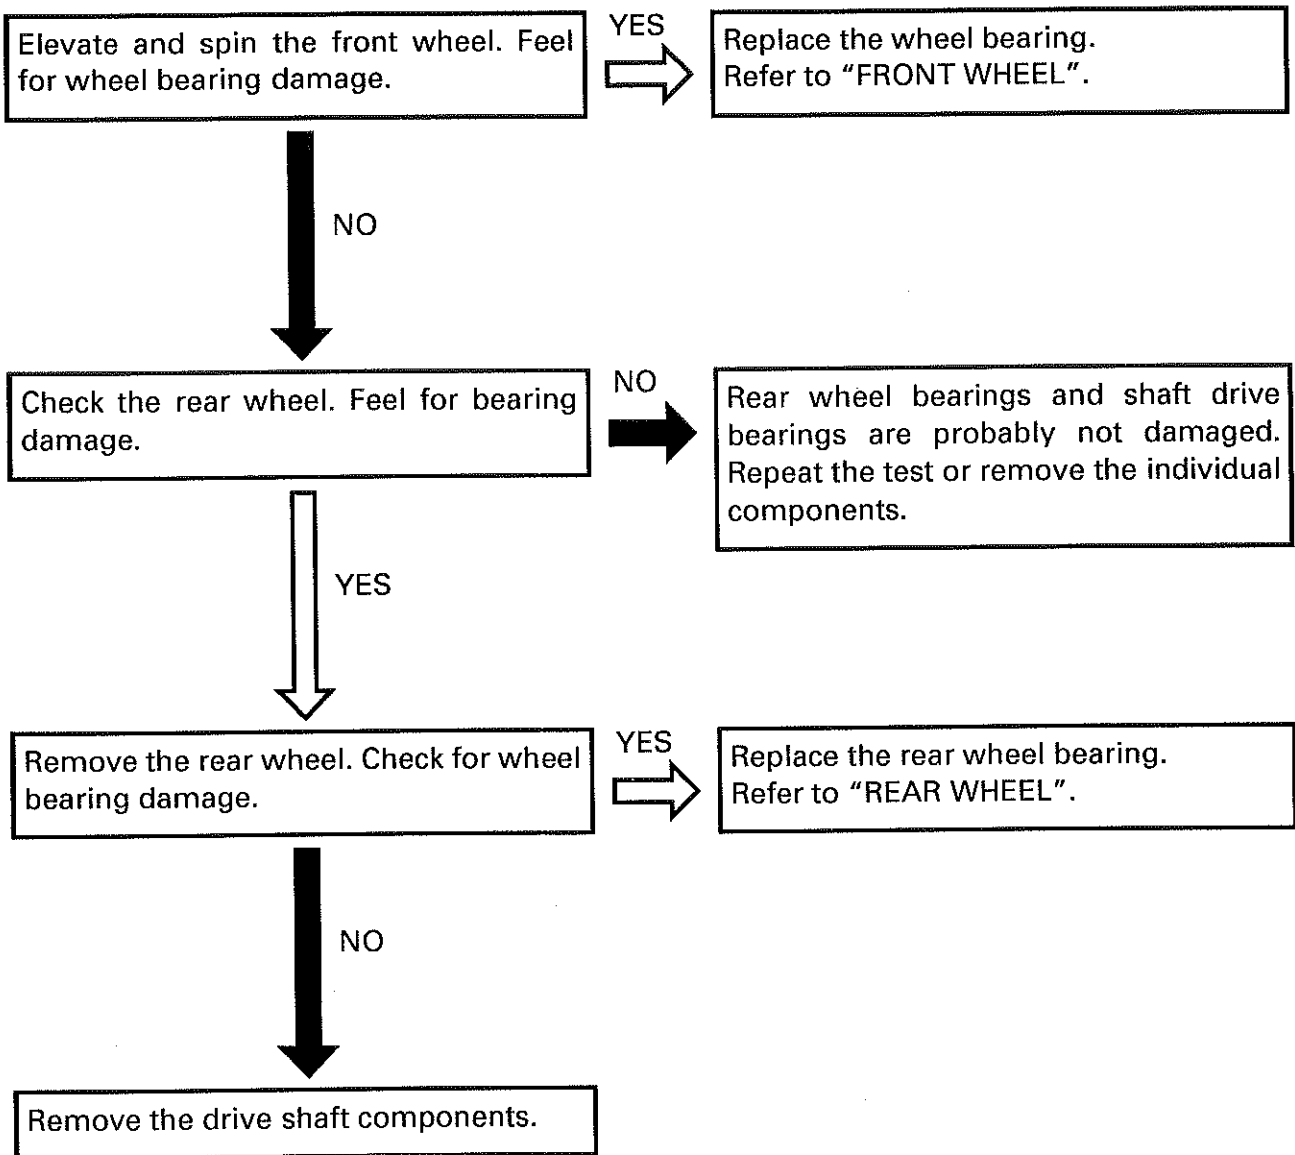 Elevate and spin the front wheel. Feel
for wheel bearing damage.
YES
Replace the wheel bearing.
Refer to “FRONT WHEEL”.
NO
Check the rear wheel. Feel for bearing
damage.
NO
Rear wheel bearings and shaft drive
bearings are probably not damaged.
Repeat the test or remove the individual
components.
YES
Remove the rear wheel. Check for wheel
bearing damage.
YES
Replace the rear wheel bearing.
Refer to “REAR WHEEL”.
NO
Remove the drive shaft components.